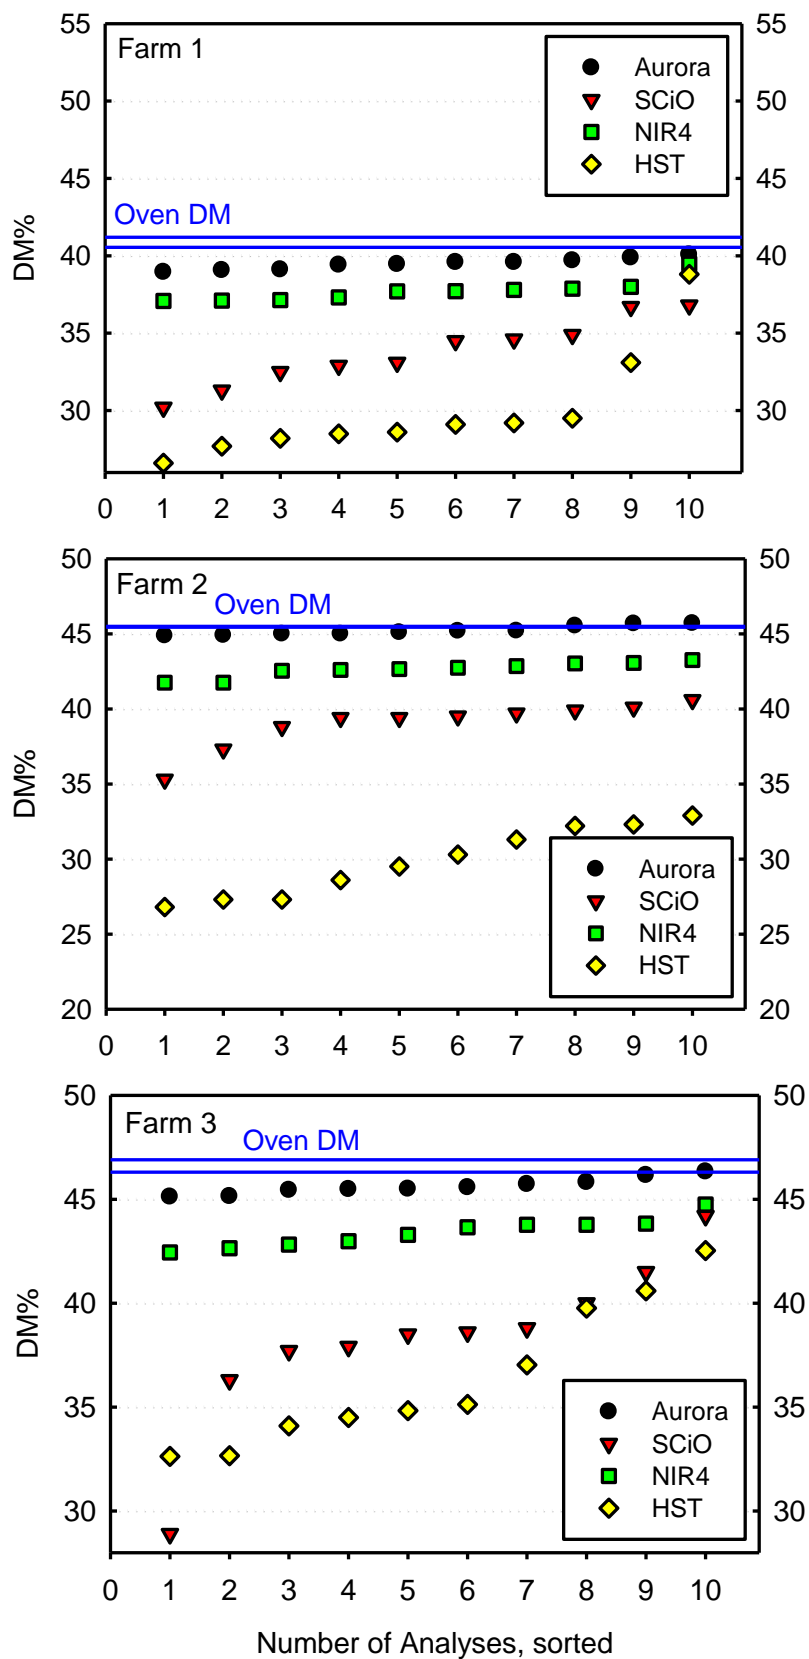 55 55
Farm 1
Aurora
SCiO
NIR4
HST
50 50
45 45
Oven DM
DM%
40 40
35 35
30 30
0 1 2 3 4 5 6 7 8 9 10
50 50
Farm 2
Oven DM
45 45
40 40
DM%
35 35
30 30
Aurora
SCiO
NIR4
HST
25 25
20 20
0 1 2 3 4 5 6 7 8 9 10
50 50
Farm 3
Oven DM
45 45
40 40
DM%
35 35
Aurora
SCiO
NIR4
HST
30 30
0 1 2 3 4 5 6 7 8 9 10
Number of Analyses, sorted